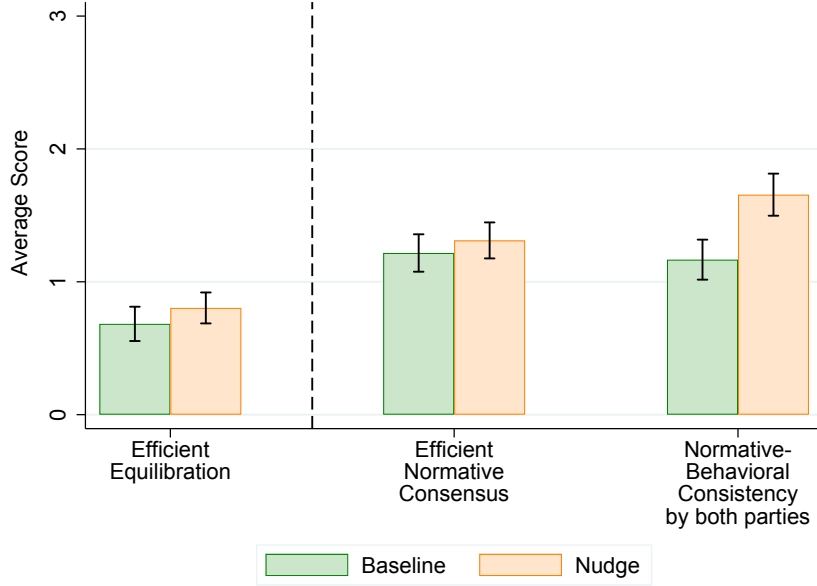 3
2
1
0
Average Score
Efficient
Equilibration
Efficient
Normative
Consensus
Normative-
Behavioral
Consistency
by both parties
Baseline
Nudge